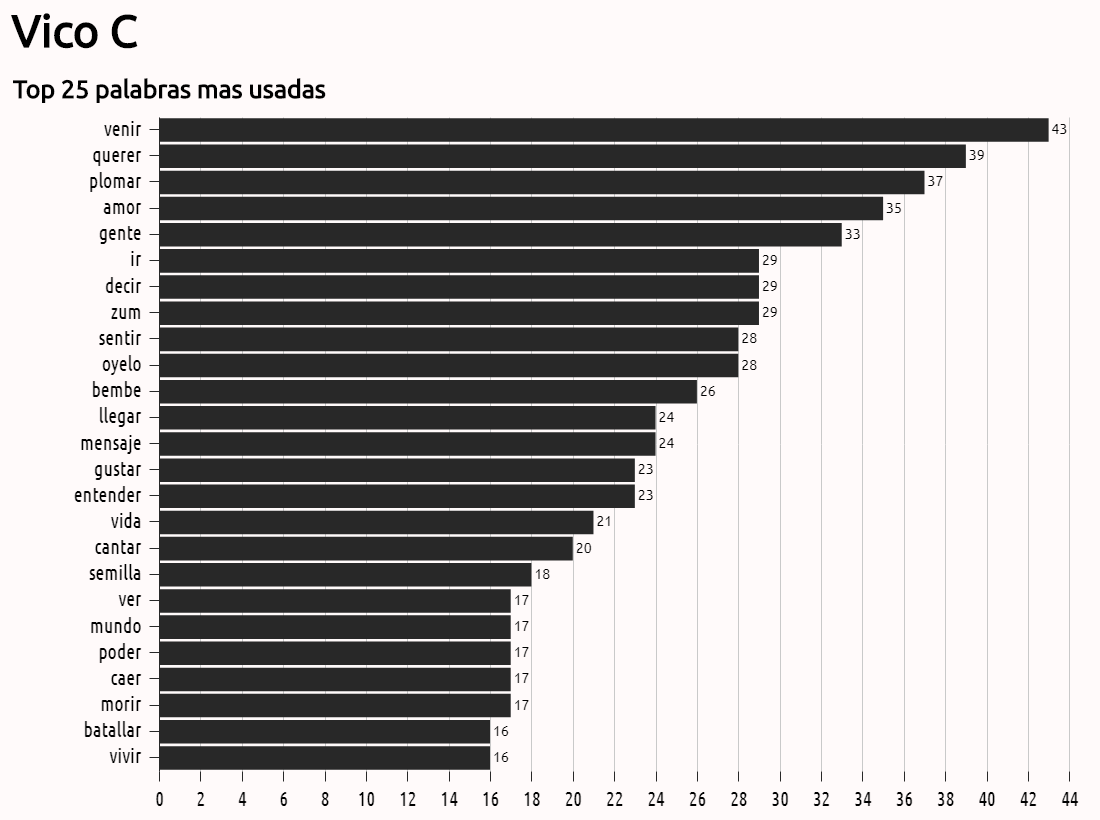 Vico C
Top 25 palabras mas usadas
venir 43
querer 39
plomar 37
amor 35
gente 33
ir 29
decir 29
zum 29
sentir 28
oyelo 28
bembe 26
llegar 24
mensaje 24
gustar 23
entender 23
vida 21
cantar 20
semilla 18
ver 17
mundo 17
poder 17
caer 17
morir 17
batallar 16
vivir 16
0 2 4 6 8 10 12 14 16 18 20 22 24 26 28 30 32 34 36 38 40 42 44